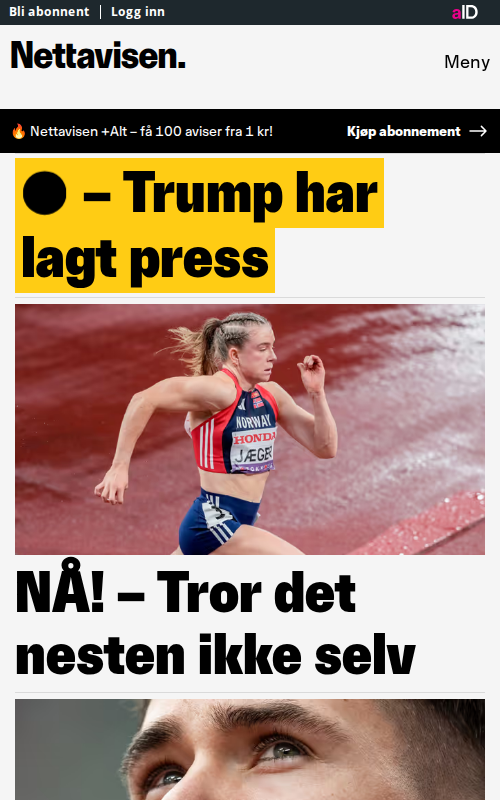 Bli abonnent Logg inn
aID
Nettavisen.
Meny
🔥 Nettavisen +Alt – få 100 aviser fra 1 kr!
Kjøp abonnement →
● – Trump har
lagt press
NORWAY
HONDA
JÆGER
NÅ! – Tror det
nesten ikke selv